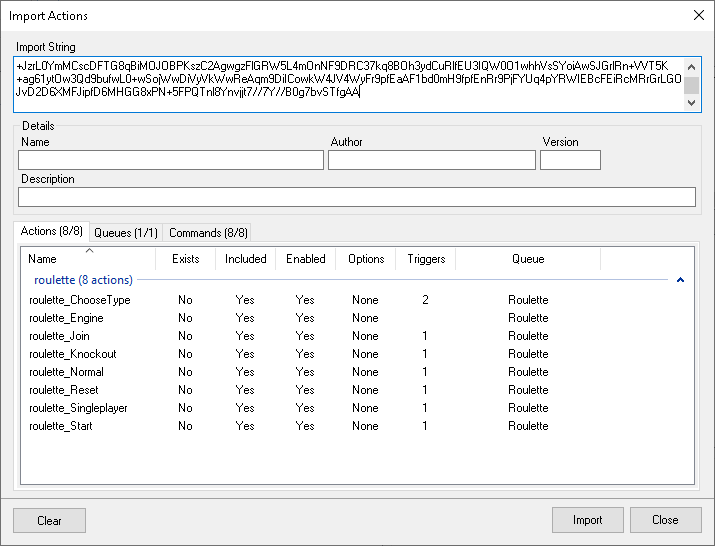 Import Actions
Import String
+JzrL0YmMCscDFTG8qBiMOJOBPKszC2AgwgzFlGRW5L4mOnNF9DRC37kq8BOh3ydCuRlfEU3IQW0O1whhVsSYoiAwSJGrIRn+VVT5K
+ag61ytOw3Qd9bufwL0+wSojWwDiVyVkWwReAqm9DiICowkW4JV4WyFr9pfEaAF1bd0mH9fpfEnRr9PjFYUq4pYRWIEBcFEiRcMRrGrLGO
JvD2D6XMFJipfD6MHGG8xPN+5FPQTnI8Ynvjjt7//7Y//B0g7bvSTfgAA
Details
Name Author Version
Description
Actions (8/8) Queues (1/1) Commands (8/8)
Name Exists Included Enabled Options Triggers Queue
roulette (8 actions)
roulette_ChooseType No Yes Yes None 2 Roulette
roulette_Engine No Yes Yes None Roulette
roulette_Join No Yes Yes None 1 Roulette
roulette_Knockout No Yes Yes None 1 Roulette
roulette_Normal No Yes Yes None 1 Roulette
roulette_Reset No Yes Yes None 1 Roulette
roulette_Singleplayer No Yes Yes None 1 Roulette
roulette_Start No Yes Yes None 1 Roulette
Clear Import Close